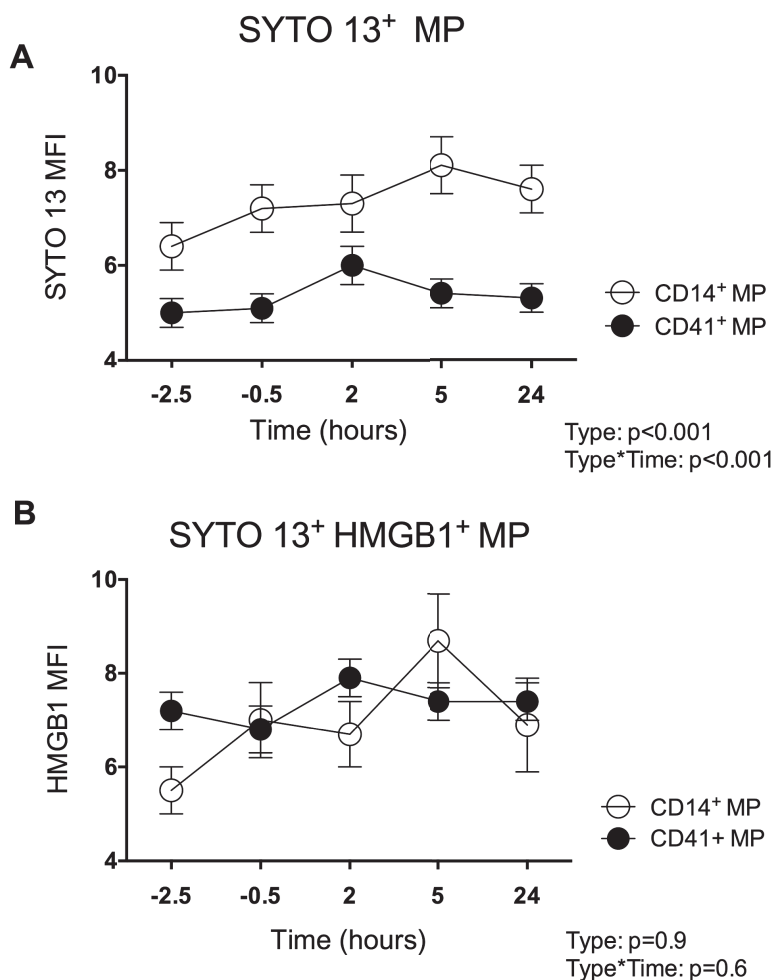 A
SYTO 13⁺ MP
10
8
6
4
SYTO 13 MFI
-2.5 -0.5 2 5 24
Time (hours)
CD14⁺ MP
CD41⁺ MP
Type: p<0.001
Type*Time: p<0.001
B
SYTO 13⁺ HMGB1⁺ MP
10
8
6
4
HMGB1 MFI
-2.5 -0.5 2 5 24
Time (hours)
CD14⁺ MP
CD41+ MP
Type: p=0.9
Type*Time: p=0.6